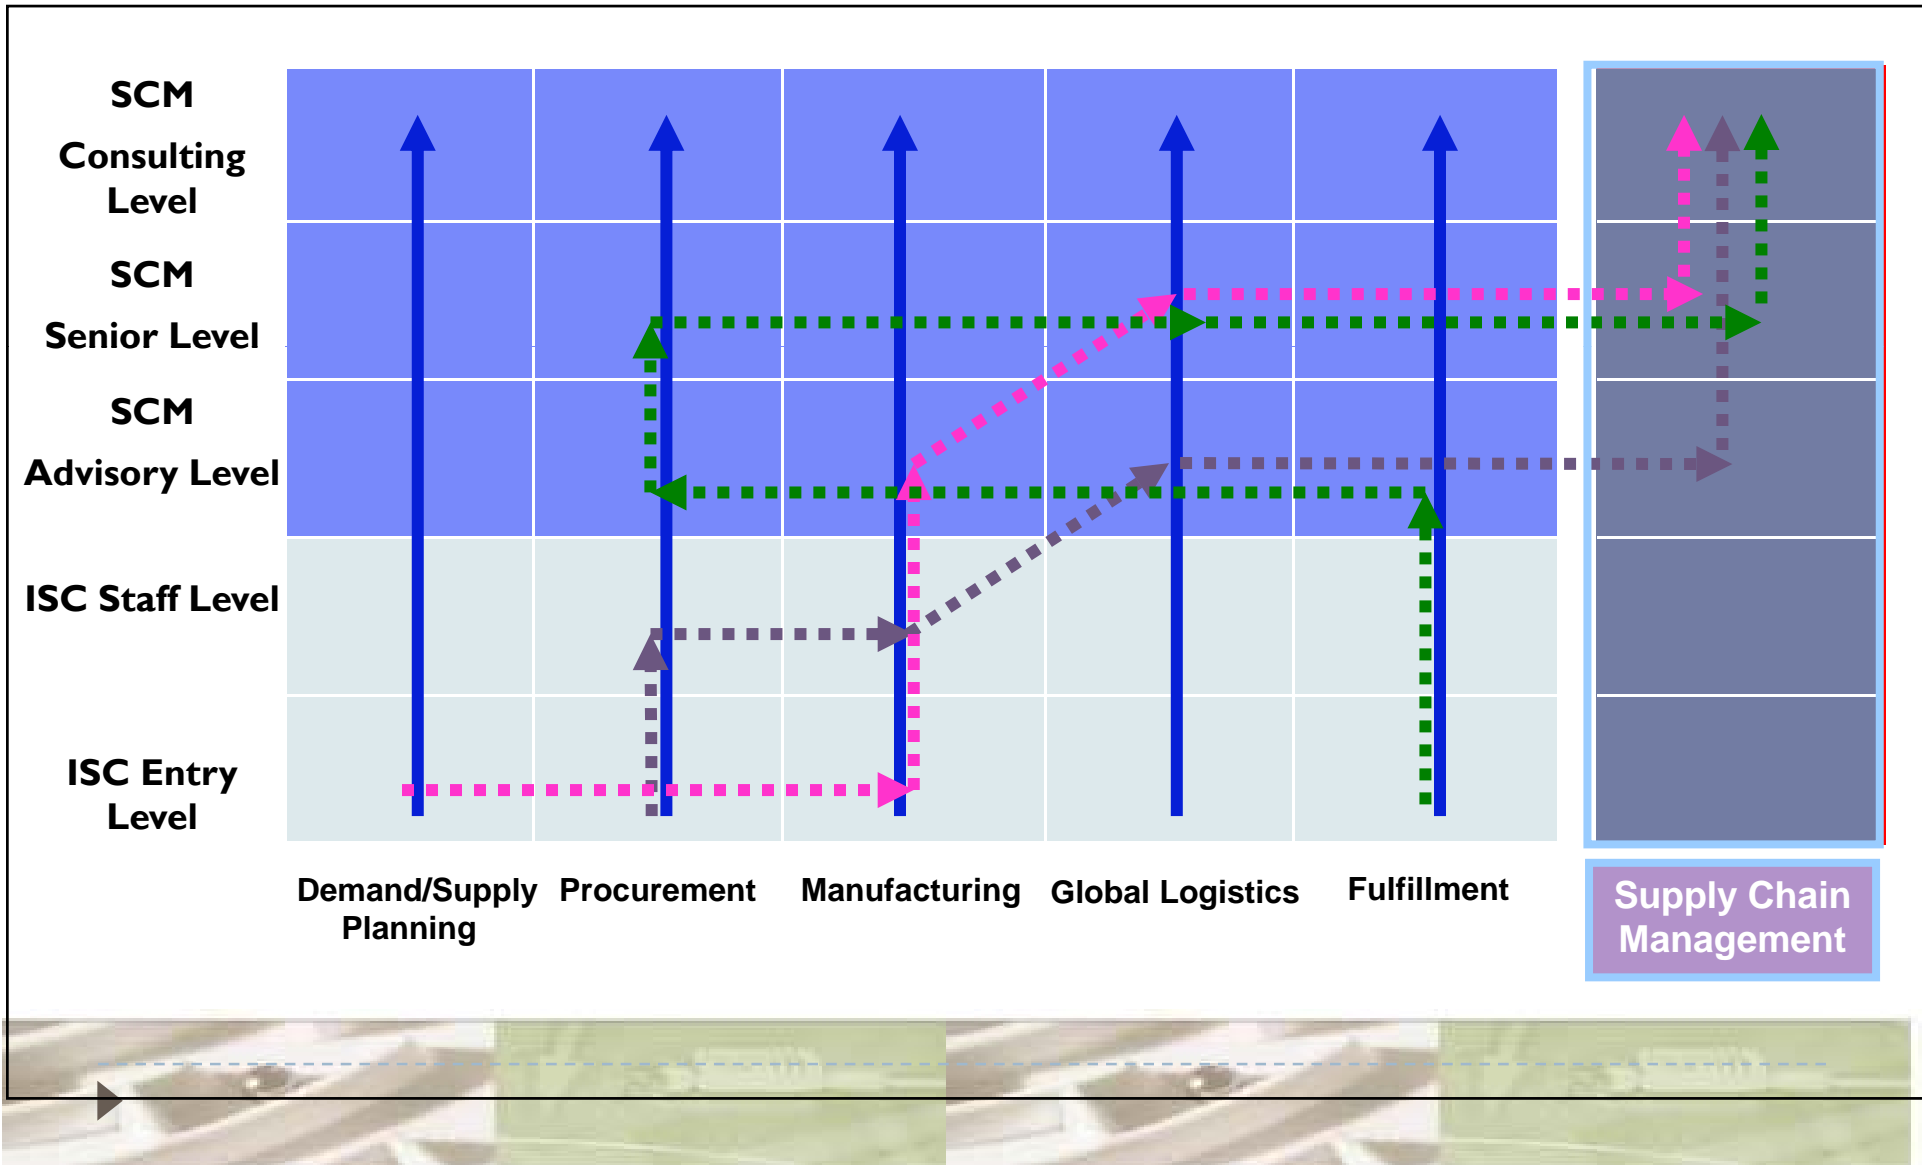 SCM
Consulting
Level
SCM
Senior Level
SCM
Advisory Level
ISC Staff Level
ISC Entry
Level
Demand/Supply
Planning
Procurement
Manufacturing
Global Logistics
Fulfillment
Supply Chain
Management